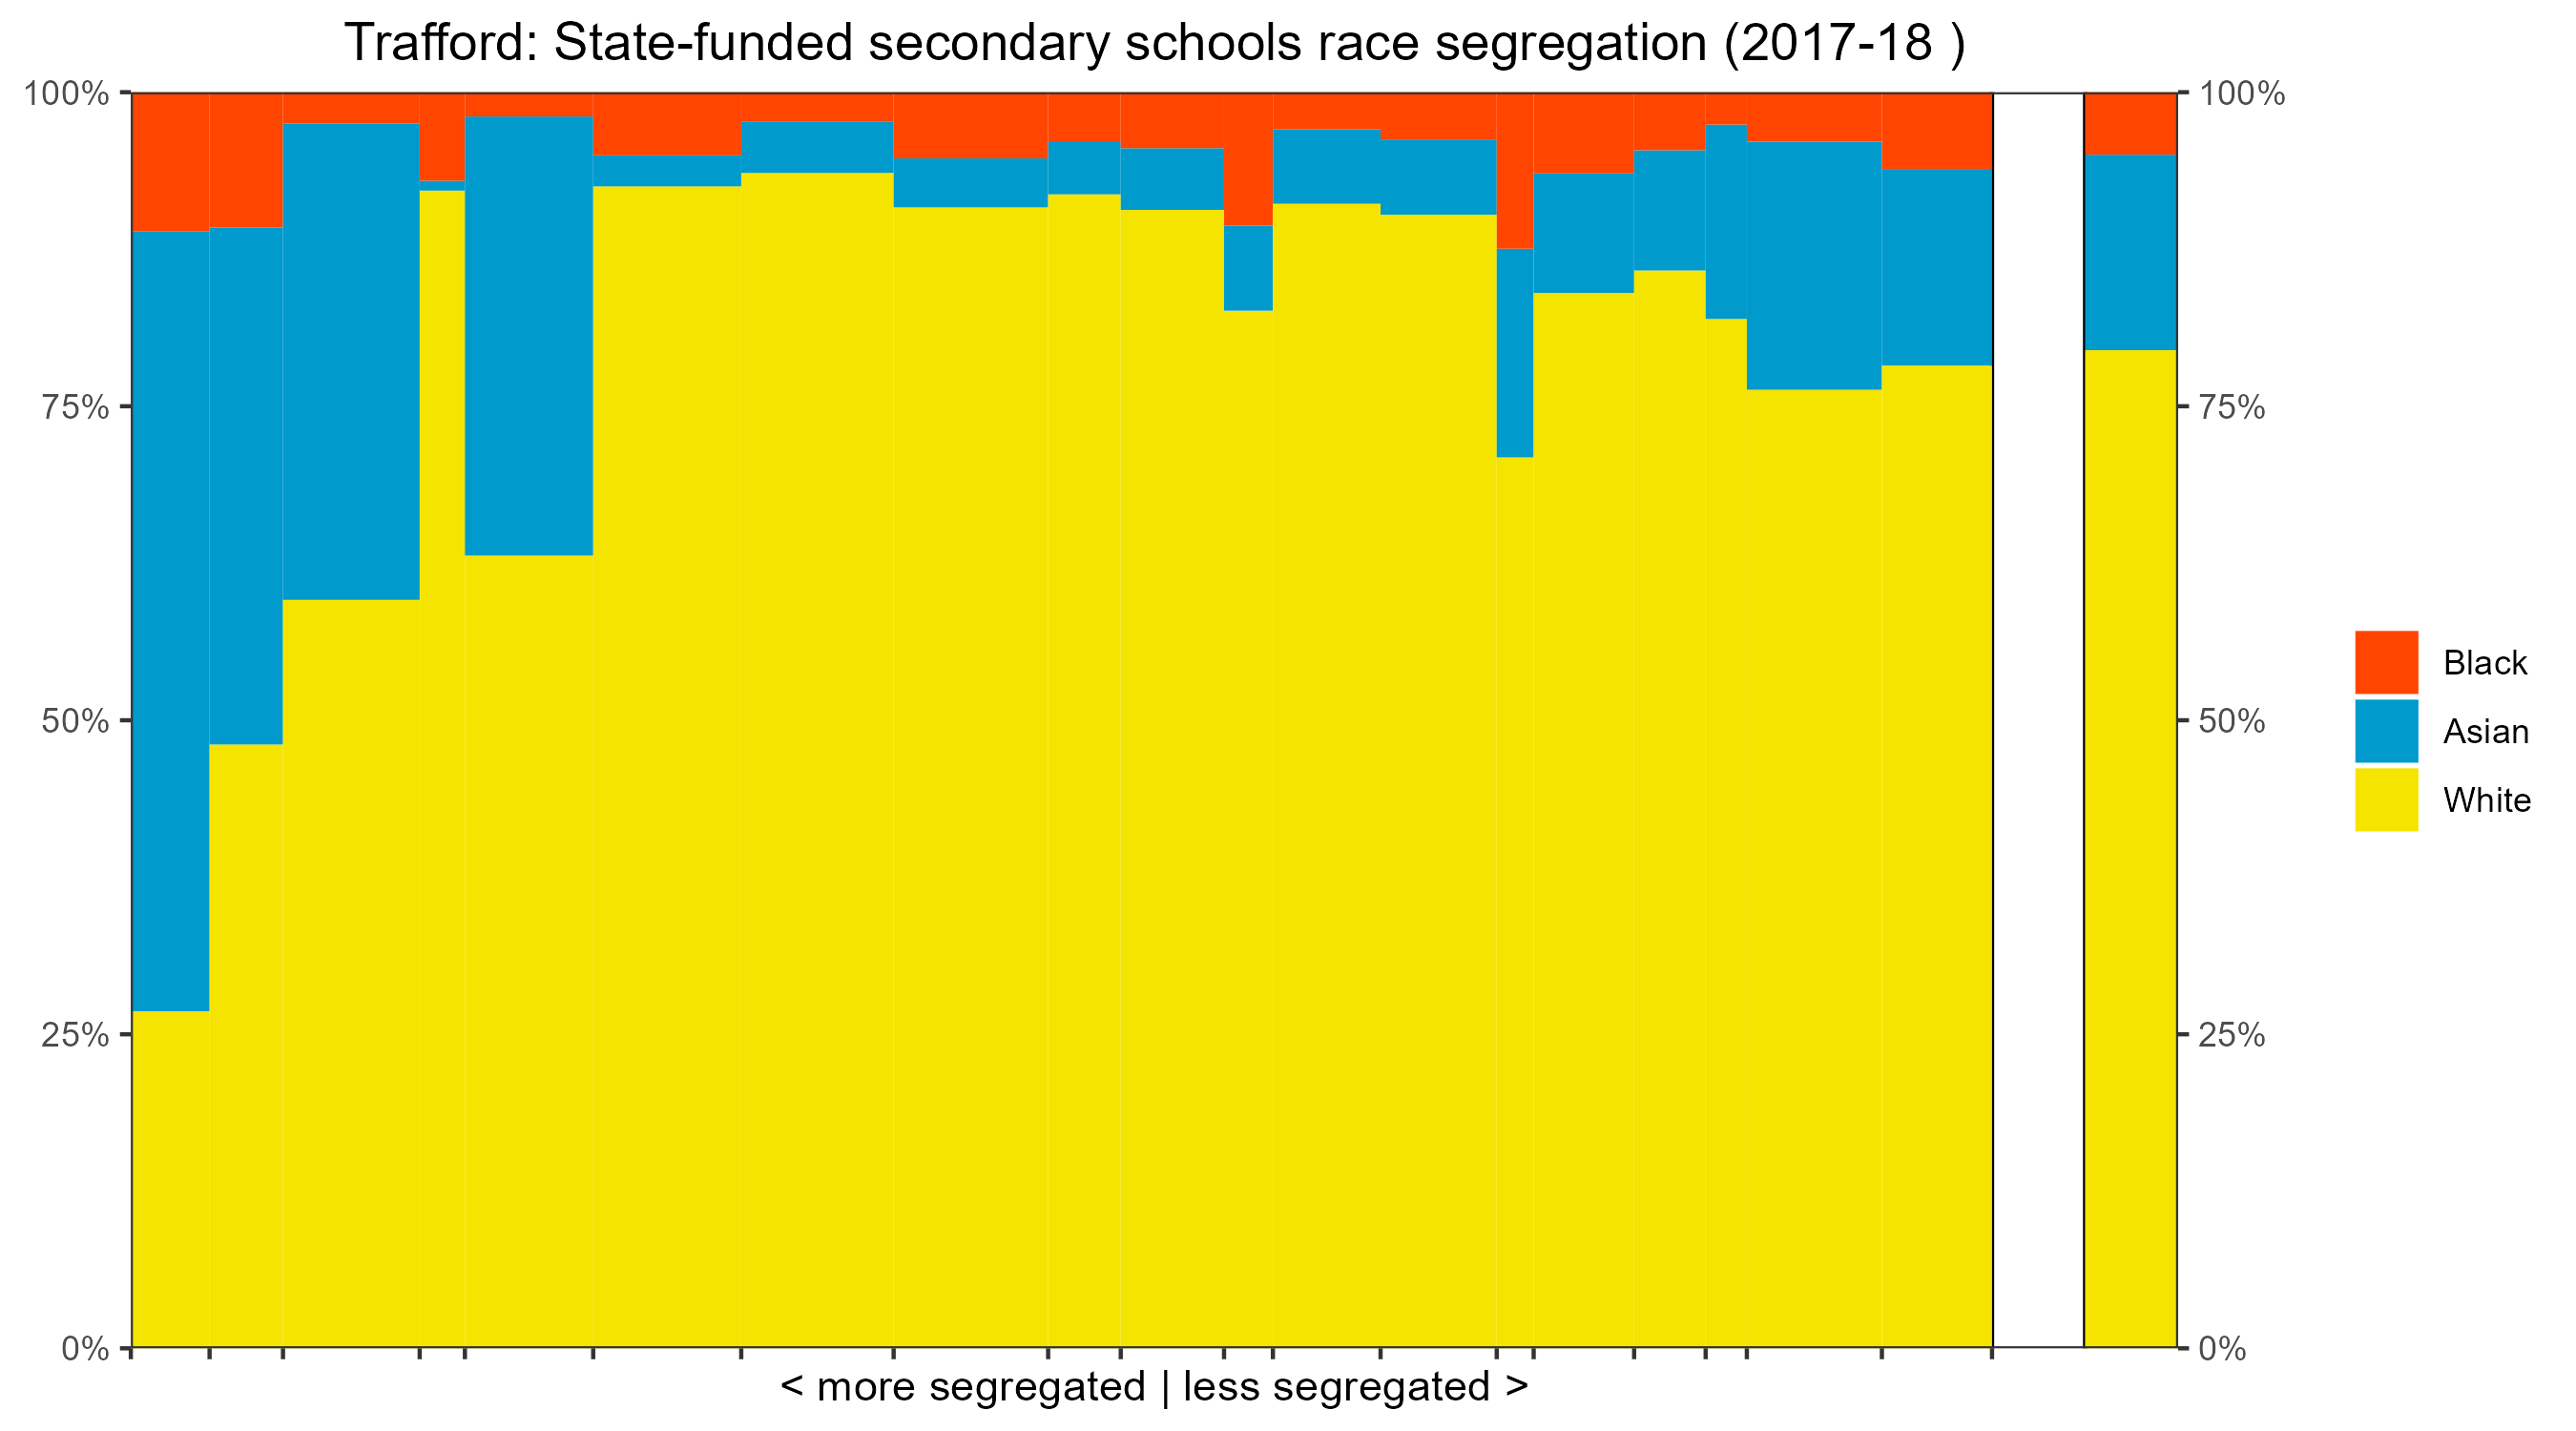 Trafford: State-funded secondary schools race segregation (2017-18 )
100%
75%
50%
25%
0%
100%
75%
50%
25%
0%
Black
Asian
White
< more segregated | less segregated >